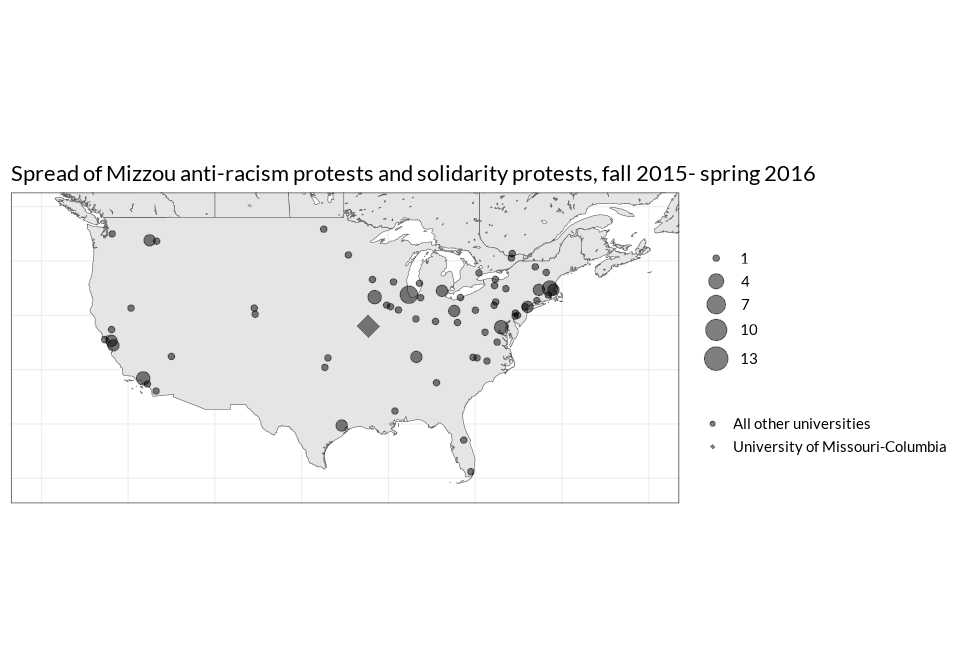 Spread of Mizzou anti-racism protests and solidarity protests, fall 2015- spring 2016
1
4
7
10
13
All other universities
University of Missouri-Columbia